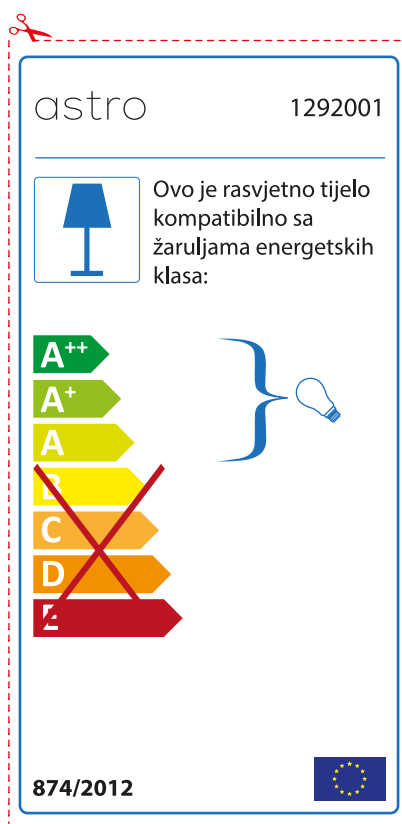 astro
1292001
Ovo je rasvjetno tijelo
kompatibilno sa
žaruljama energetskih
klasa:
A++
A+
A
B
C
D
E
874/2012